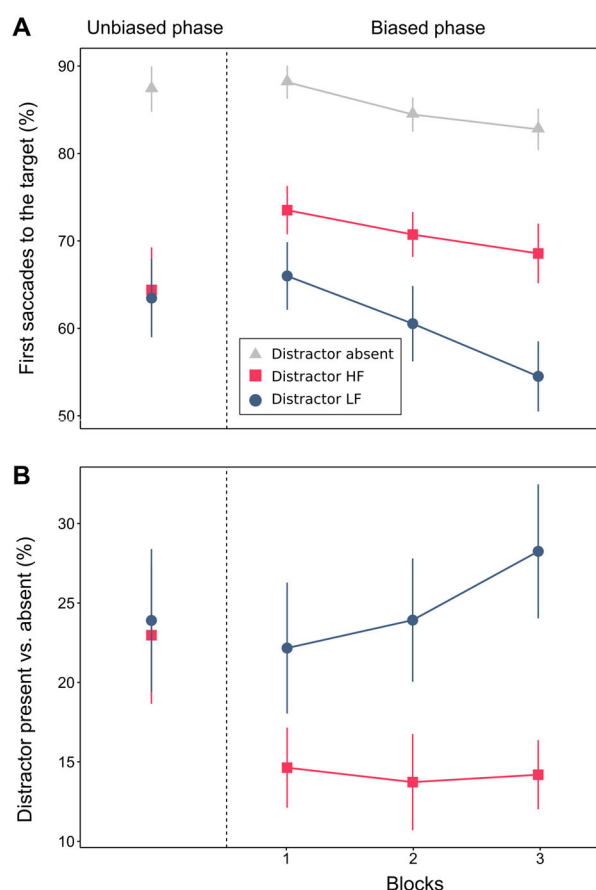 A
Unbiased phase
Biased phase
First saccades to the target (%)
90
80
70
60
50
Distractor absent
Distractor HF
Distractor LF
B
Distractor present vs. absent (%)
30
25
20
15
10
1
2
3
Blocks